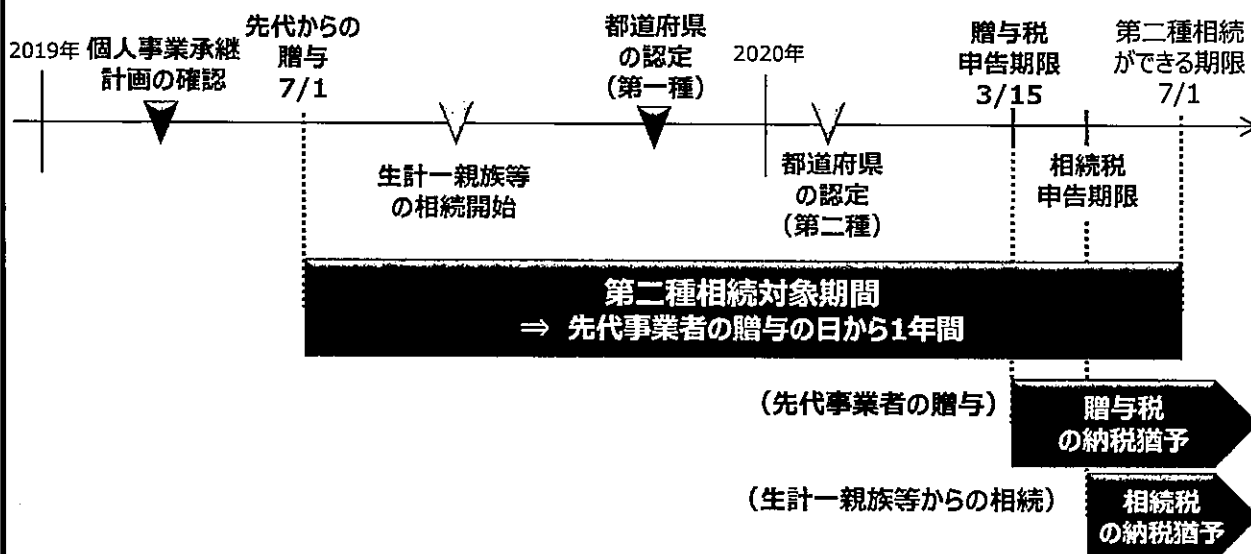 2019年
個人事業承継
計画の確認
先代からの
贈与
7/1
都道府県
の認定
(第一種)
2020年
贈与税
申告期限
3/15
第二種相続
ができる期限
7/1
生計一親族等
の相続開始
都道府県
の認定
(第二種)
相続税
申告期限
第二種相続対象期間
⇒ 先代事業者の贈与の日から1年間
(先代事業者の贈与)
贈与税
の納税猶予
(生計一親族等からの相続)
相続税
の納税猶予